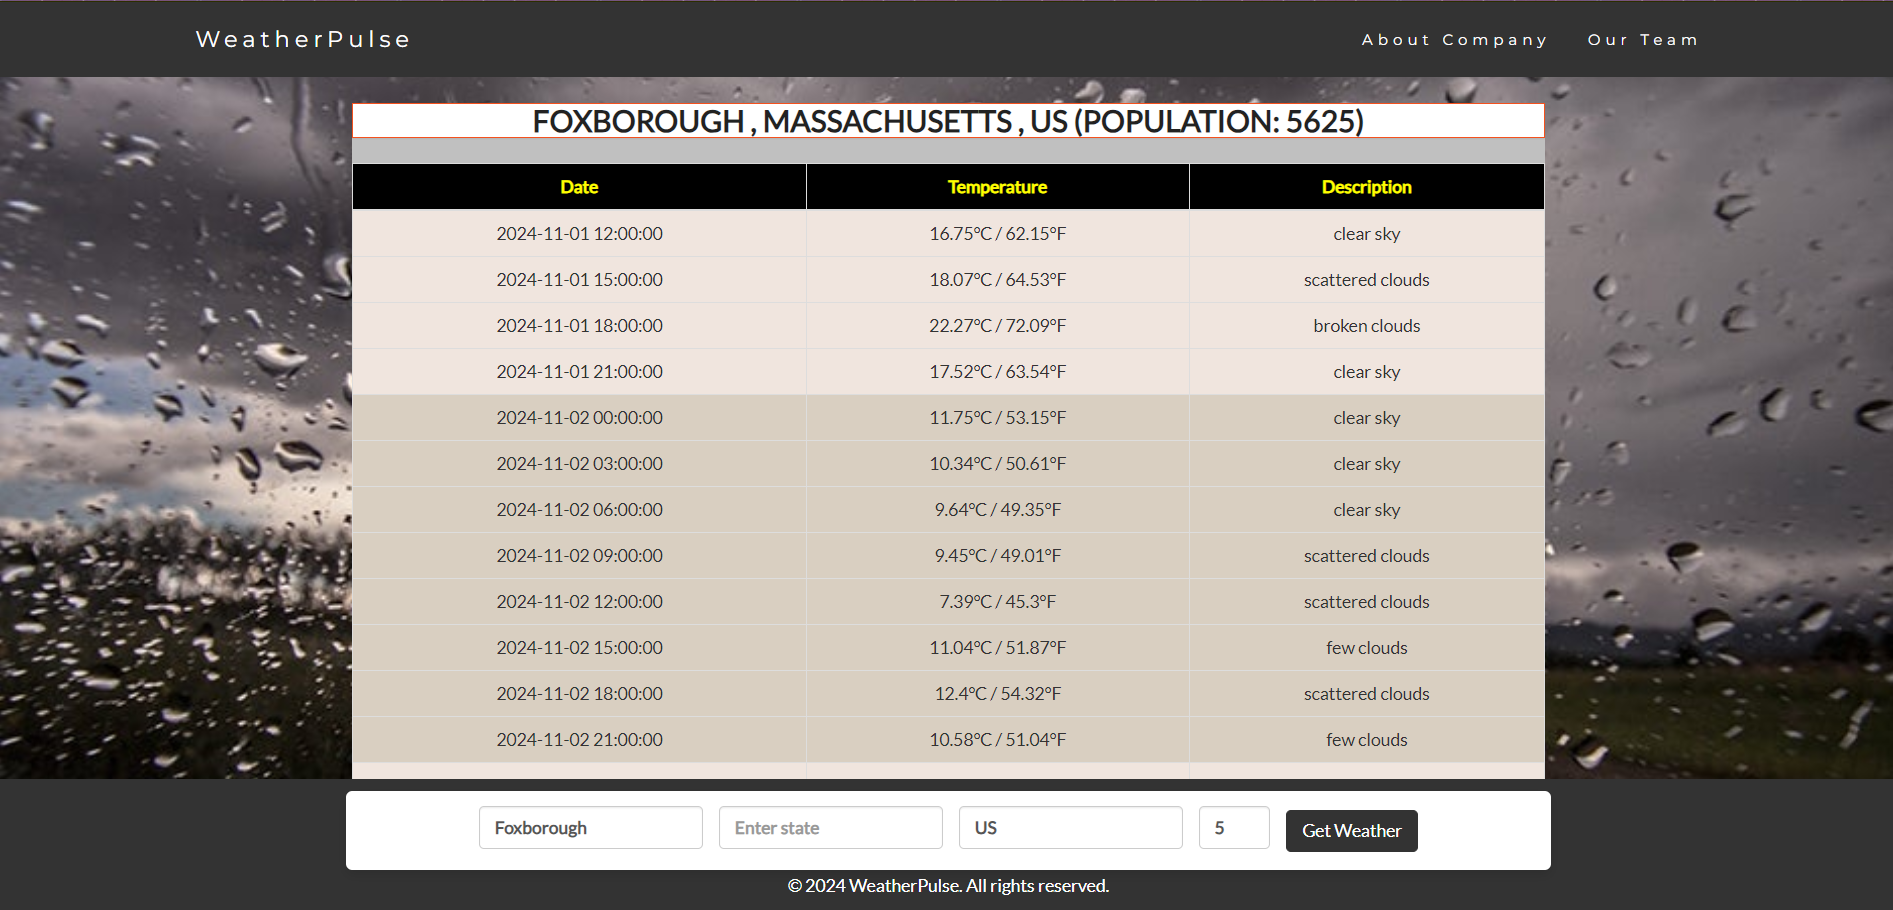 WeatherPulse About Company Our Team
FOXBOROUGH , MASSACHUSETTS , US (POPULATION: 5625)
Date Temperature Description
2024-11-01 12:00:00 16.75°C / 62.15°F clear sky
2024-11-01 15:00:00 18.07°C / 64.53°F scattered clouds
2024-11-01 18:00:00 22.27°C / 72.09°F broken clouds
2024-11-01 21:00:00 17.52°C / 63.54°F clear sky
2024-11-02 00:00:00 11.75°C / 53.15°F clear sky
2024-11-02 03:00:00 10.34°C / 50.61°F clear sky
2024-11-02 06:00:00 9.64°C / 49.35°F clear sky
2024-11-02 09:00:00 9.45°C / 49.01°F scattered clouds
2024-11-02 12:00:00 7.39°C / 45.3°F scattered clouds
2024-11-02 15:00:00 11.04°C / 51.87°F few clouds
2024-11-02 18:00:00 12.4°C / 54.32°F scattered clouds
2024-11-02 21:00:00 10.58°C / 51.04°F few clouds
Foxborough Enter state US 5 Get Weather
© 2024 WeatherPulse. All rights reserved.